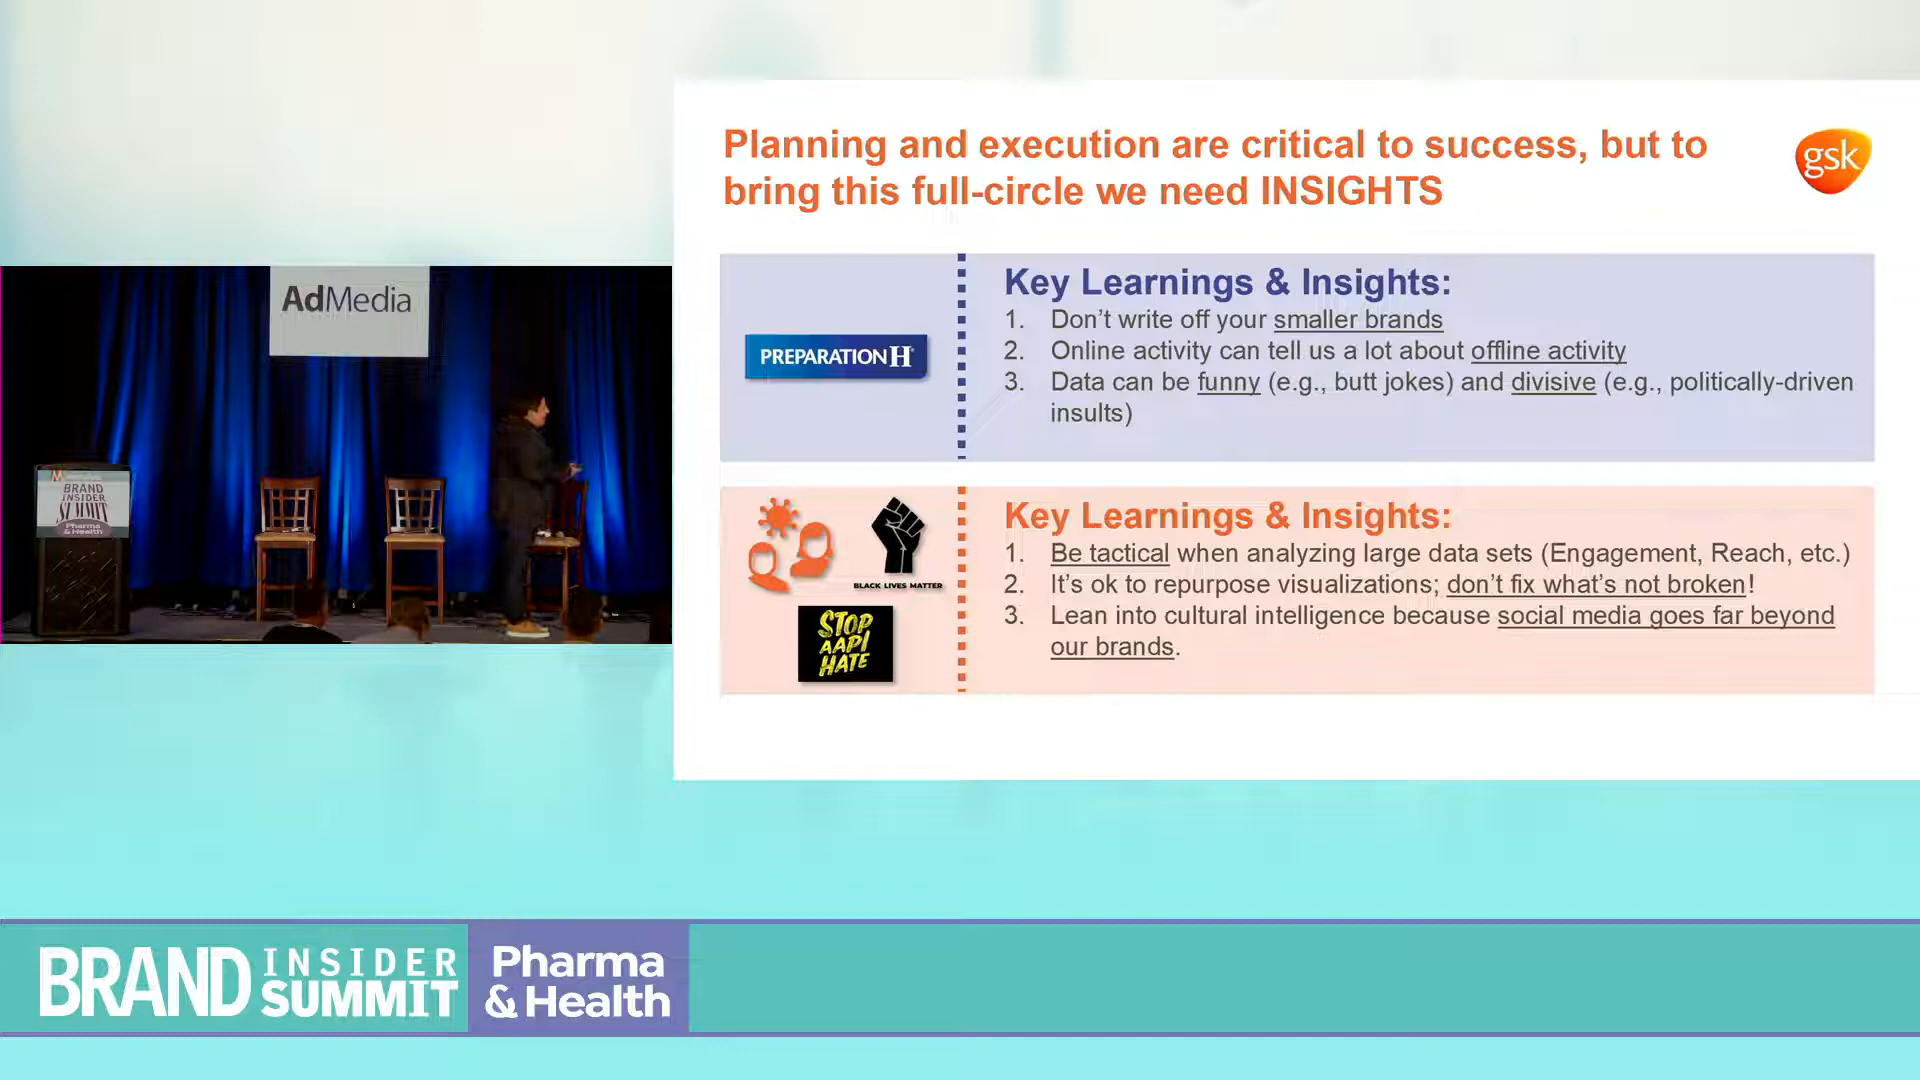 Planning and execution are critical to success, but to
bring this full-circle we need INSIGHTS
gsk
AdMedia
BRAND
INSIDER
SUMMIT
Pharma
& Health
PREPARATION H
Key Learnings & Insights:
1. Don’t write off your smaller brands
2. Online activity can tell us a lot about offline activity
3. Data can be funny (e.g., butt jokes) and divisive (e.g., politically-driven
insults)
BLACK LIVES MATTER
STOP
AAPI
HATE
Key Learnings & Insights:
1. Be tactical when analyzing large data sets (Engagement, Reach, etc.)
2. It’s ok to repurpose visualizations; don’t fix what’s not broken!
3. Lean into cultural intelligence because social media goes far beyond
our brands.
BRAND INSIDER SUMMIT
Pharma
& Health